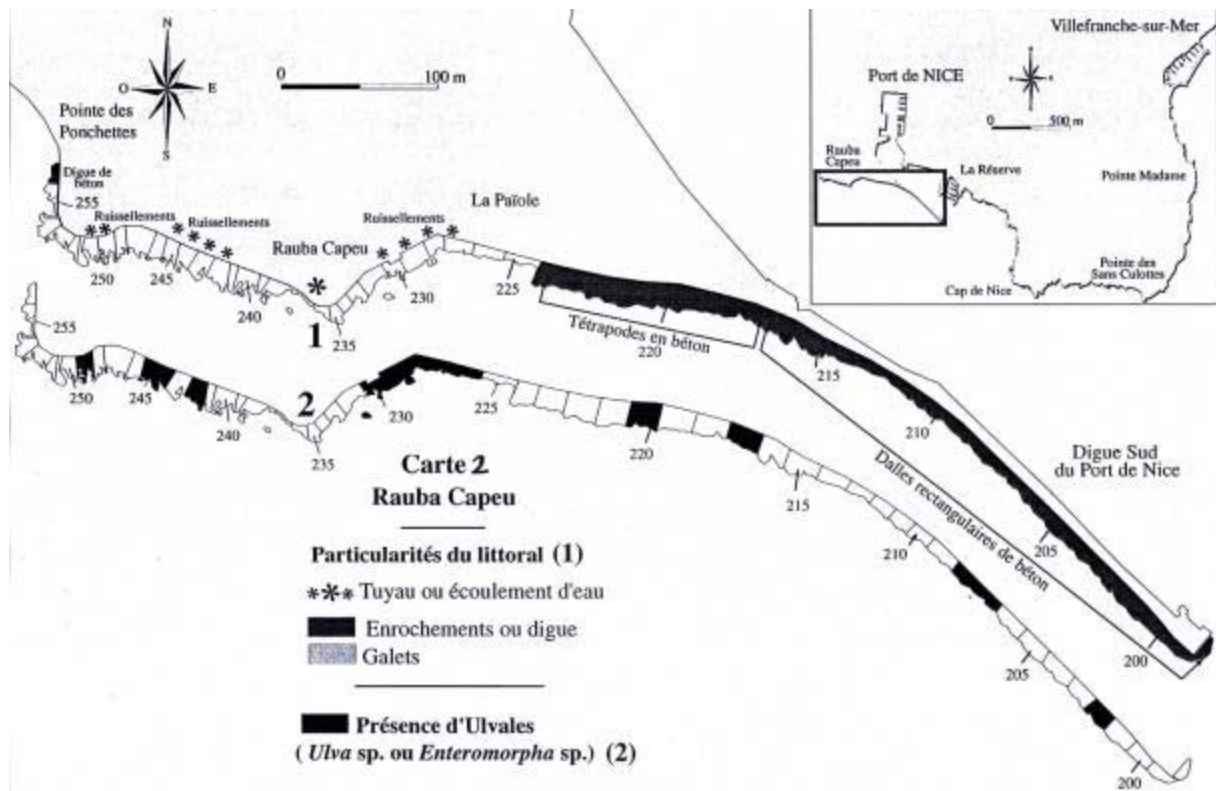 N
O
E
S
0
100 m
Pointe des
Ponchettes
Digue de
béton
255
Ruissellements
Ruissellements
250
245
240
Rauba Capeu
1
235
Ruissellements
230
La Païole
225
Tétrapodes en béton
220
215
210
205
200
Dalles rectangulaires de béton
Digue Sud
du Port de Nice
Villefranche-sur-Mer
Port de NICE
0
500 m
Rauba
Capeu
La Réserve
Pointe Madame
Pointe des
Sans Culottes
Cap de Nice
255
250
245
240
2
235
230
225
220
215
210
205
200
Carte 2
Rauba Capeu
Particularités du littoral (1)
*** Tuyau ou écoulement d'eau
Enrochements ou digue
Galets
Présence d'Ulvales
( Ulva sp. ou Enteromorpha sp.) (2)